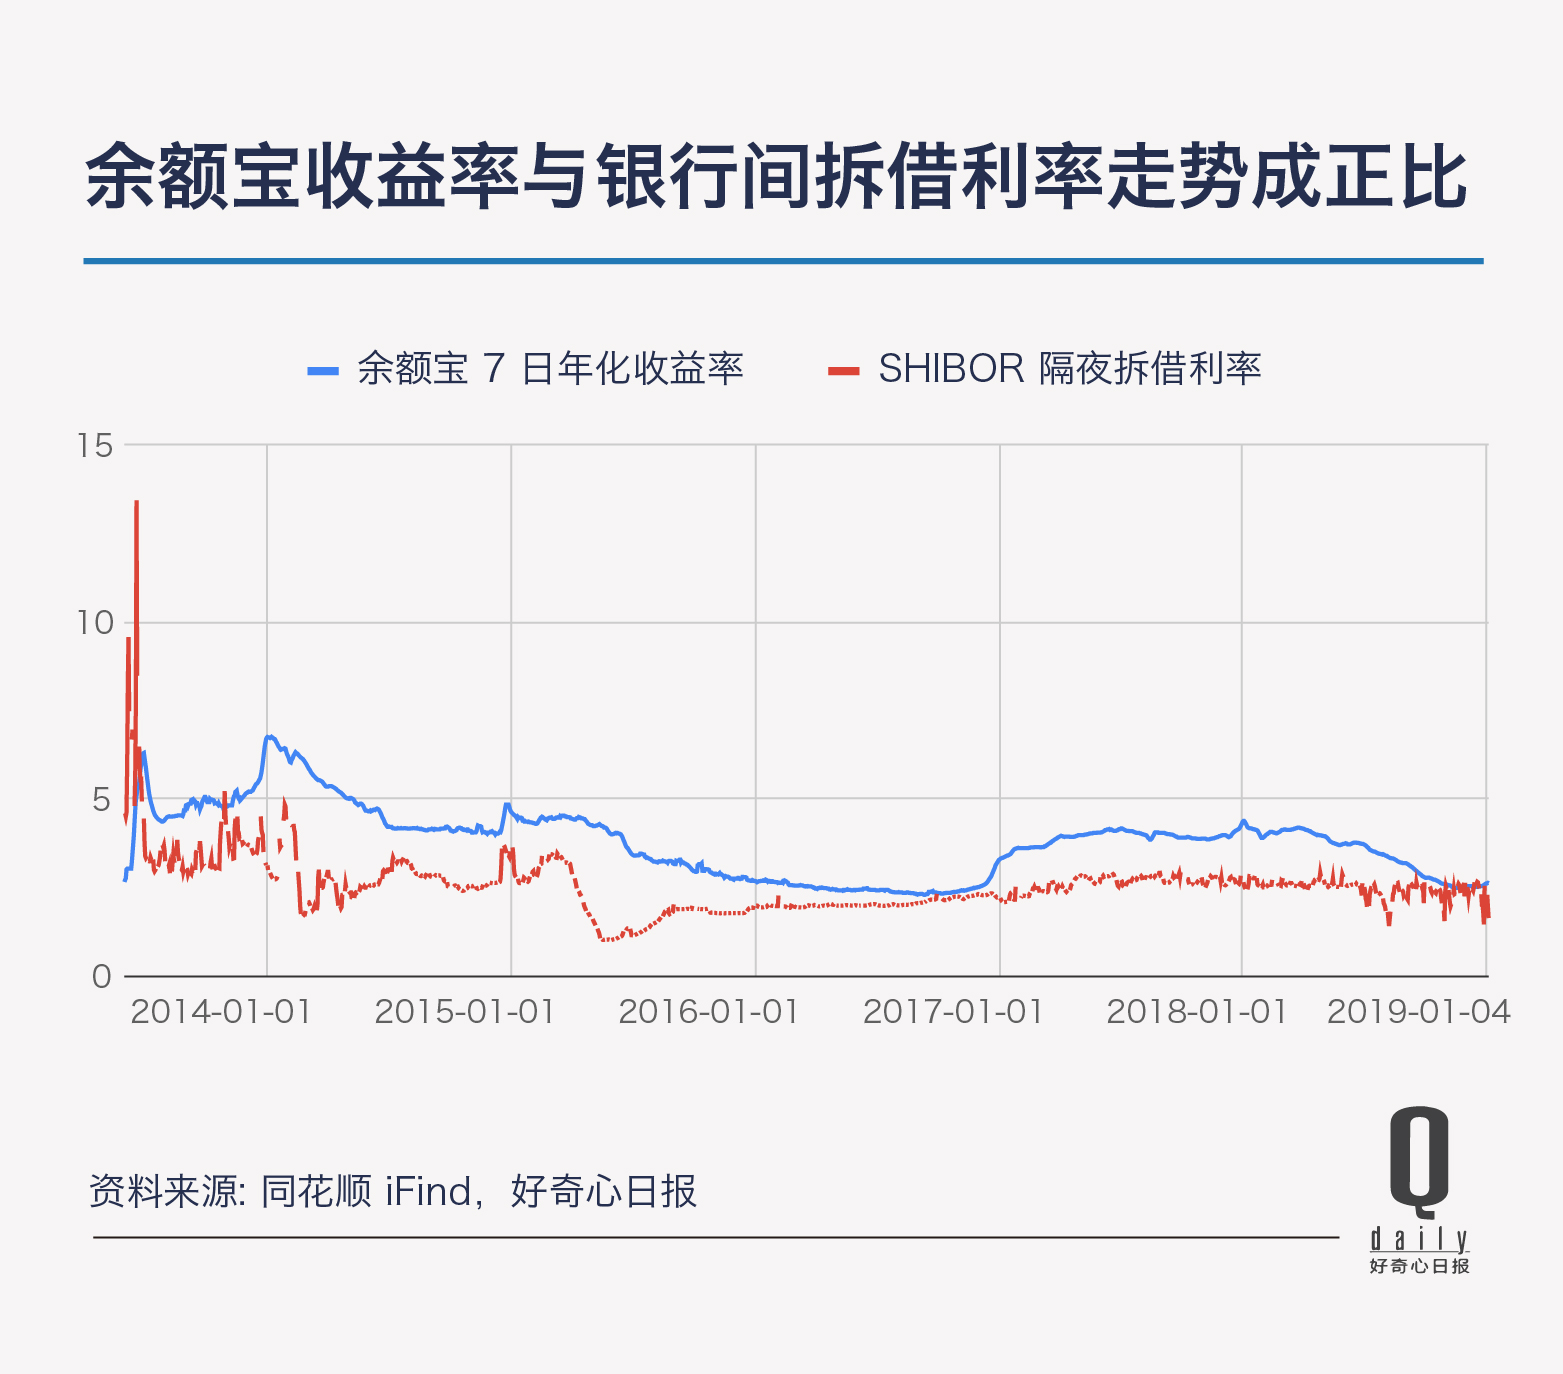 余额宝收益率与银行间拆借利率走势成正比
余额宝 7 日年化收益率 SHIBOR 隔夜拆借利率
15
10
5
0
2014-01-01 2015-01-01 2016-01-01 2017-01-01 2018-01-01 2019-01-04
资料来源: 同花顺 iFind，好奇心日报
Q
daily
好奇心日报